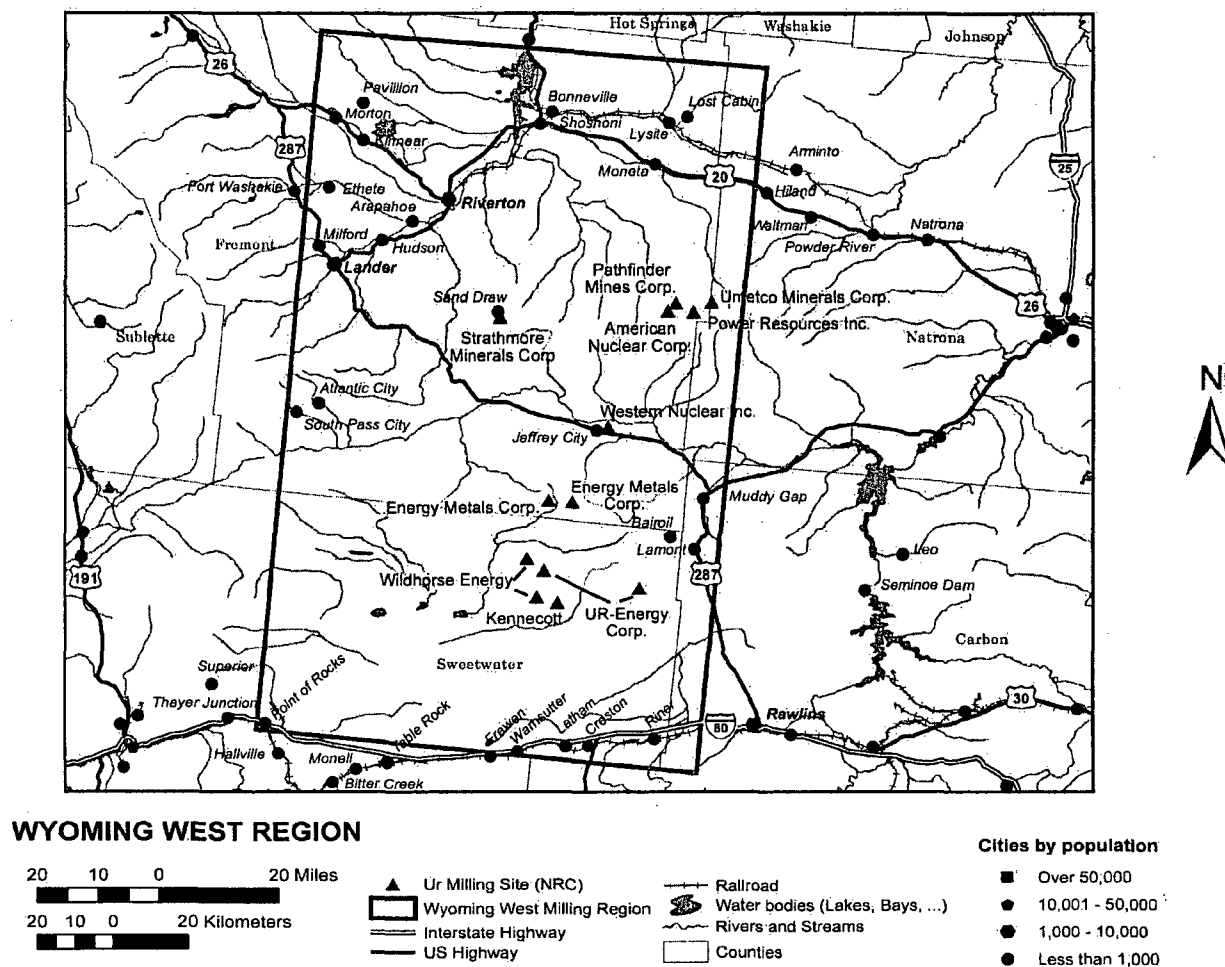 Hot Springs
Washakie
Johnson
26
Pavillion
Bonneville
Lost Cabin
Morton
Shoshoni
Lysite
Kinnear
287
Arminto
25
Moneta
20
Fort Washakie
Ethete
Hiland
Riverton
Arapahoe
Waltman
Natrona
Fremont
Milford
Hudson
Powder River
Lander
Pathfinder
Mines Corp.
Sand Draw
Umetco Minerals Corp.
26
Sublette
American
Nuclear Corp.
Power Resources Inc.
Strathmore
Minerals Corp
Natrona
N
Atlantic City
South Pass City
Western Nuclear Inc.
Jeffrey City
Energy Metals Corp.
Energy Metals
Corp.
Muddy Gap
Bairoil
Lamont
Leo
191
287
Wildhorse Energy
Seminoe Dam
Kennecott
UR-Energy
Corp.
Carbon
Superior
Sweetwater
Thayer Junction
Point of Rocks
Table Rock
Frewen
Wamsutter
Latham
Creston
Riner
80
Rawlins
30
Hallville
Monell
Bitter Creek
WYOMING WEST REGION
20 10 0 20 Miles
20 10 0 20 Kilometers
Ur Milling Site (NRC)
Wyoming West Milling Region
Interstate Highway
US Highway
Railroad
Water bodies (Lakes, Bays, ...)
Rivers and Streams
Counties
Cities by population
Over 50,000
10,001 - 50,000
1,000 - 10,000
Less than 1,000